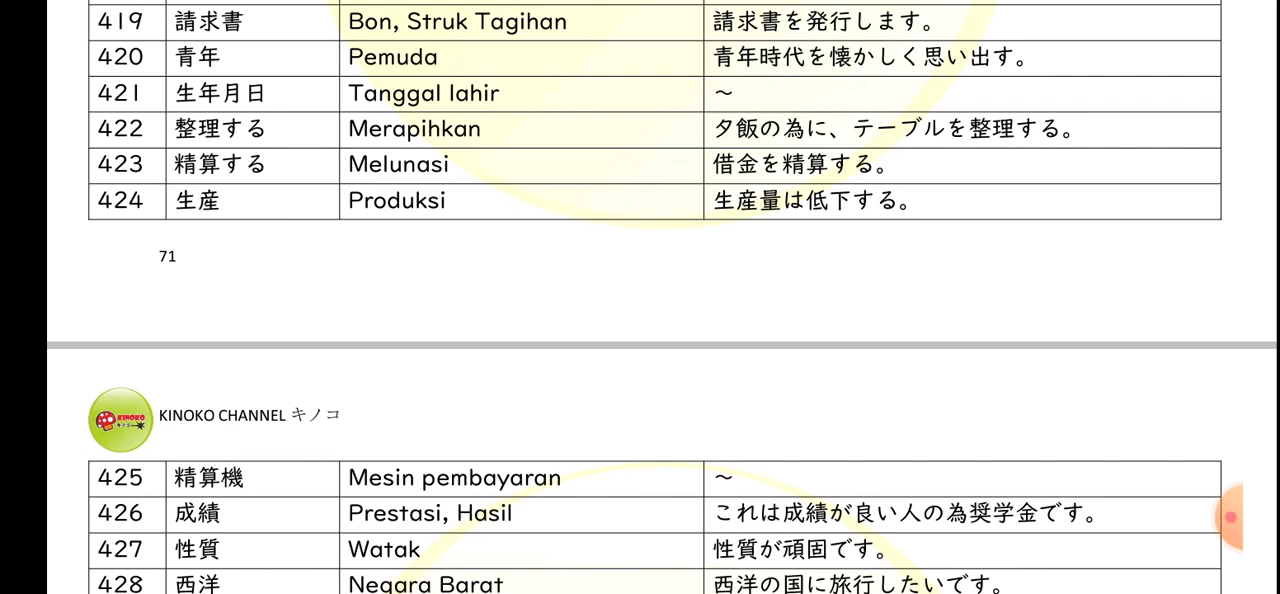 419 請求書 Bon, Struk Tagihan 請求書を発行します。
420 青年 Pemuda 青年時代を懐かしく思い出す。
421 生年月日 Tanggal lahir ～
422 整理する Merapihkan 夕飯の為に、テーブルを整理する。
423 精算する Melunasi 借金を精算する。
424 生産 Produksi 生産量は低下する。
71
KINOKO キノコ
KINOKO CHANNEL キノコ
425 精算機 Mesin pembayaran ～
426 成績 Prestasi, Hasil これは成績が良い人の為奨学金です。
427 性質 Watak 性質が頑固です。
428 西洋 Negara Barat 西洋の国に旅行したいです。